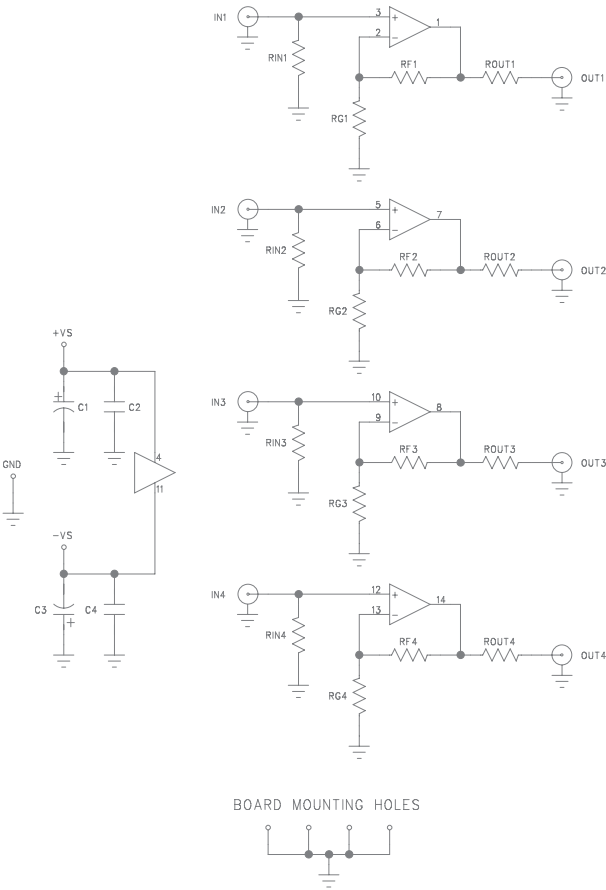 IN1
3
+
1
2
−
RIN1
RF1
ROUT1
OUT1
RG1
IN2
5
+
7
6
−
RIN2
RF2
ROUT2
OUT2
RG2
+VS
+
C1
C2
4
11
GND
−VS
C3
+
C4
IN3
10
+
8
9
−
RIN3
RF3
ROUT3
OUT3
RG3
IN4
12
+
14
13
−
RIN4
RF4
ROUT4
OUT4
RG4
BOARD MOUNTING HOLES